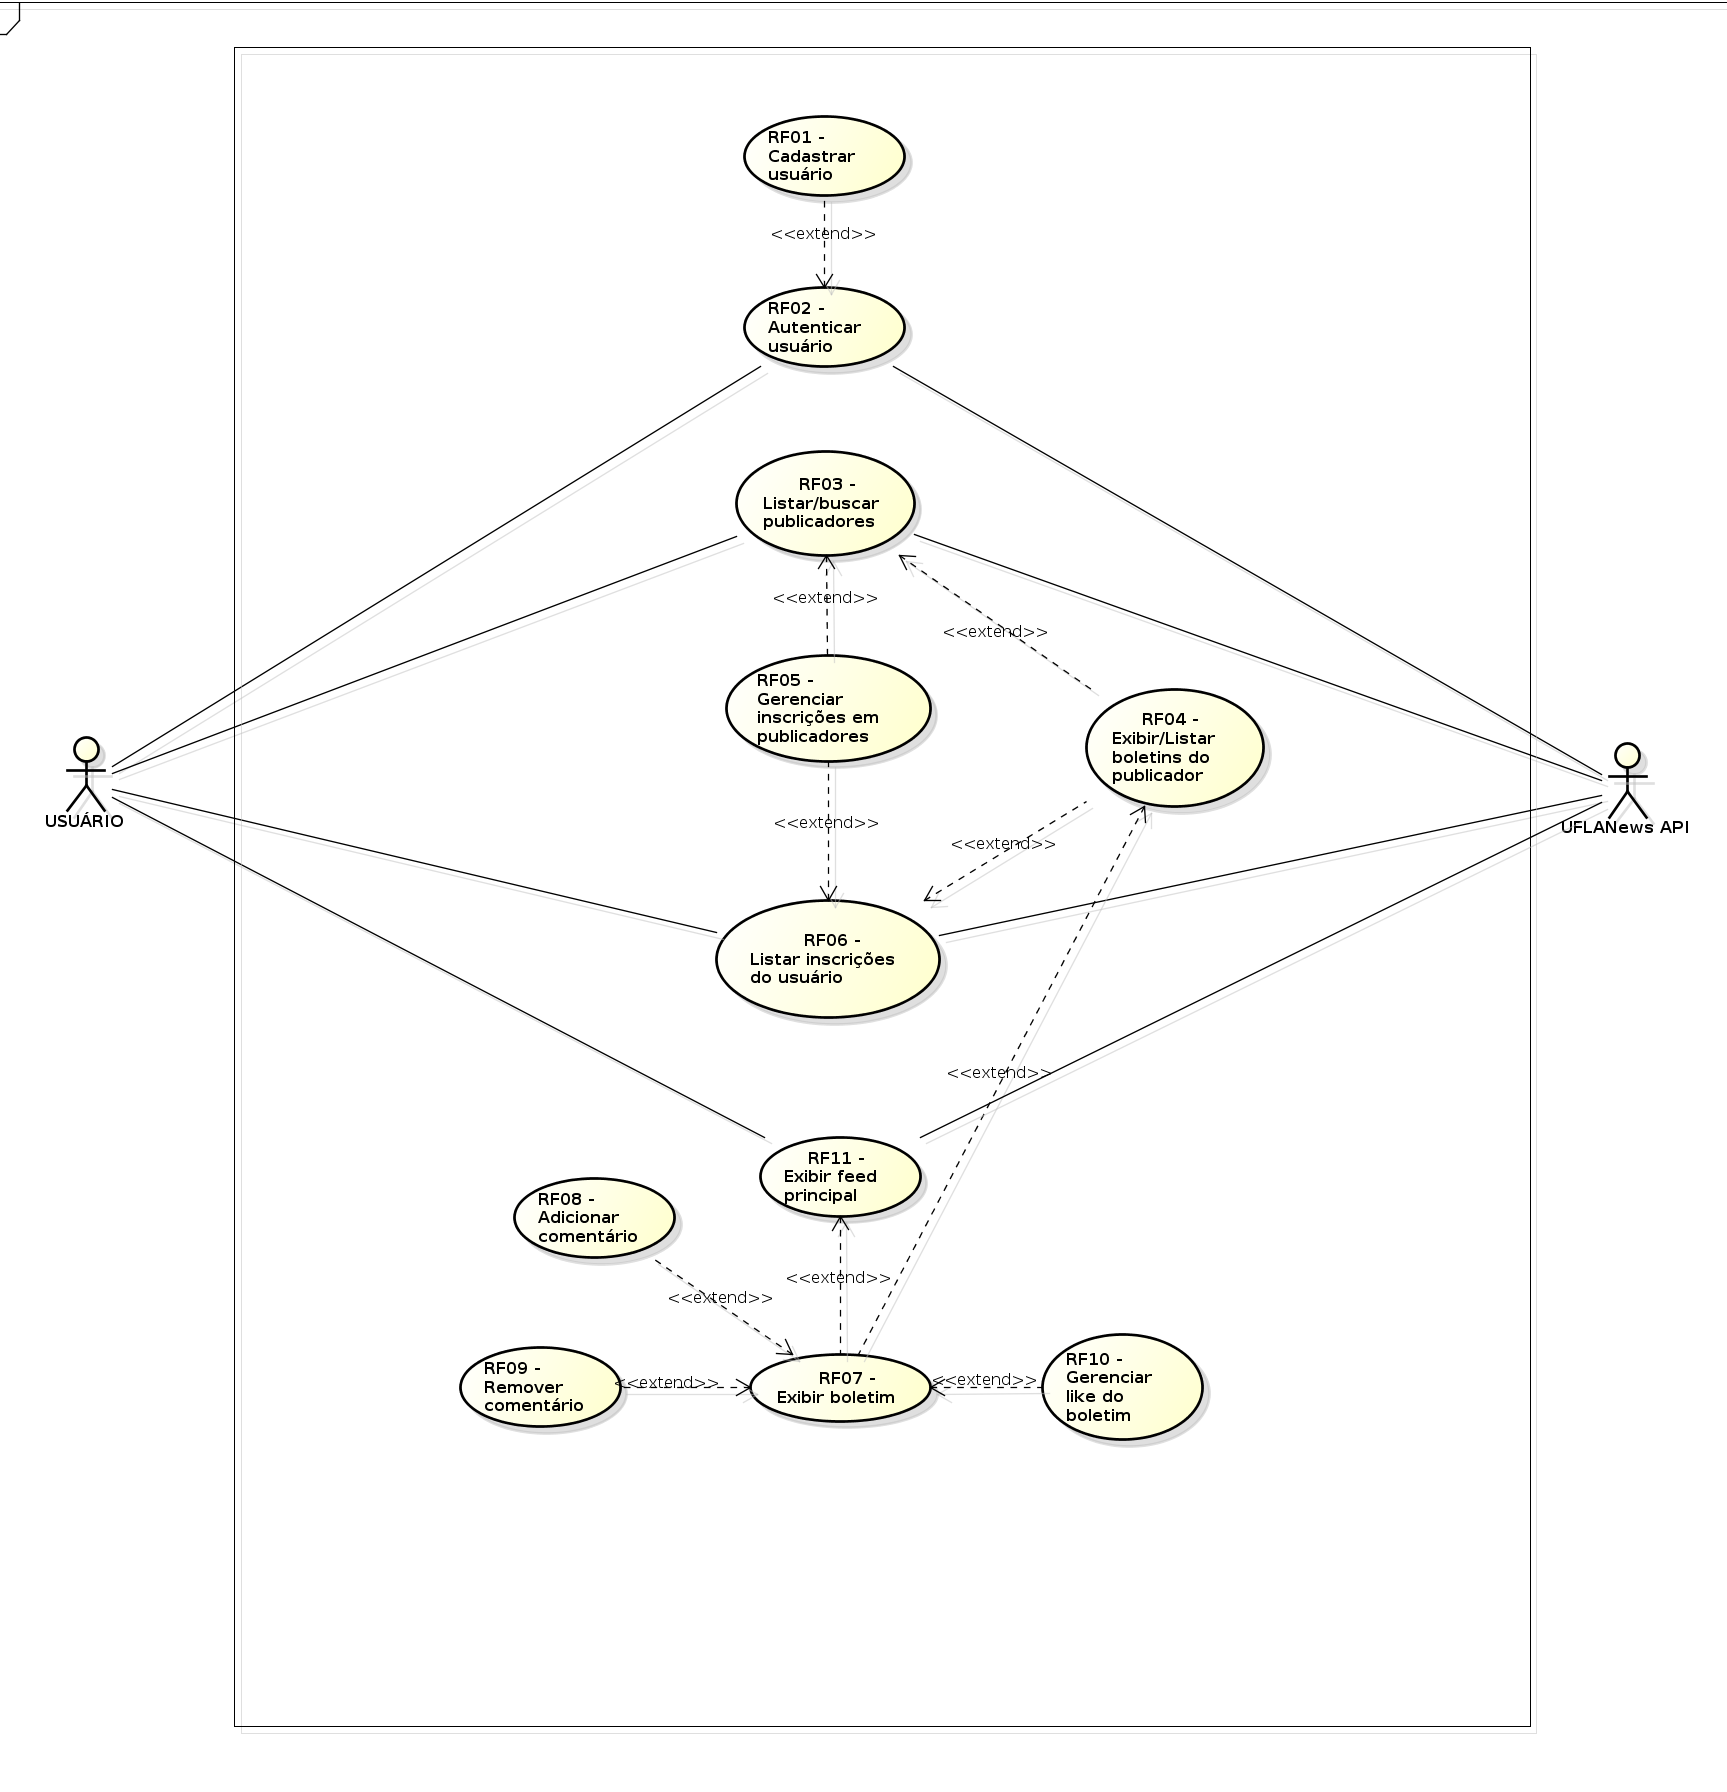 RF01 -
Cadastrar
usuário
<<extend>>
RF02 -
Autenticar
usuário
RF03 -
Listar/buscar
publicadores
<<extend>>
<<extend>>
RF05 -
Gerenciar
inscrições em
publicadores
RF04 -
Exibir/Listar
boletins do
publicador
USUÁRIO
UFLANews API
<<extend>>
<<extend>>
RF06 -
Listar inscrições
do usuário
<<extend>>
RF11 -
Exibir feed
principal
RF08 -
Adicionar
comentário
<<extend>>
<<extend>>
RF09 -
Remover
comentário
<<extend>>
RF07 -
Exibir boletim
<<extend>>
RF10 -
Gerenciar
like do
boletim